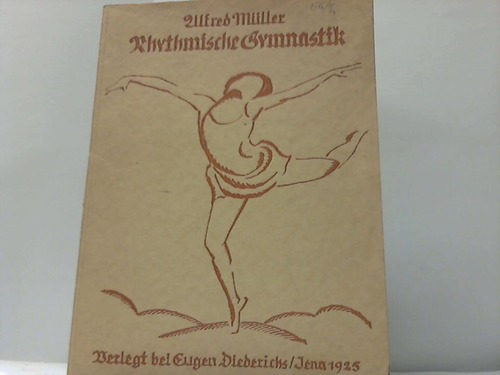 Alfred Müller
Rhythmische Gymnastik
Verlegt bei Eugen Diederichs/Jena 1925